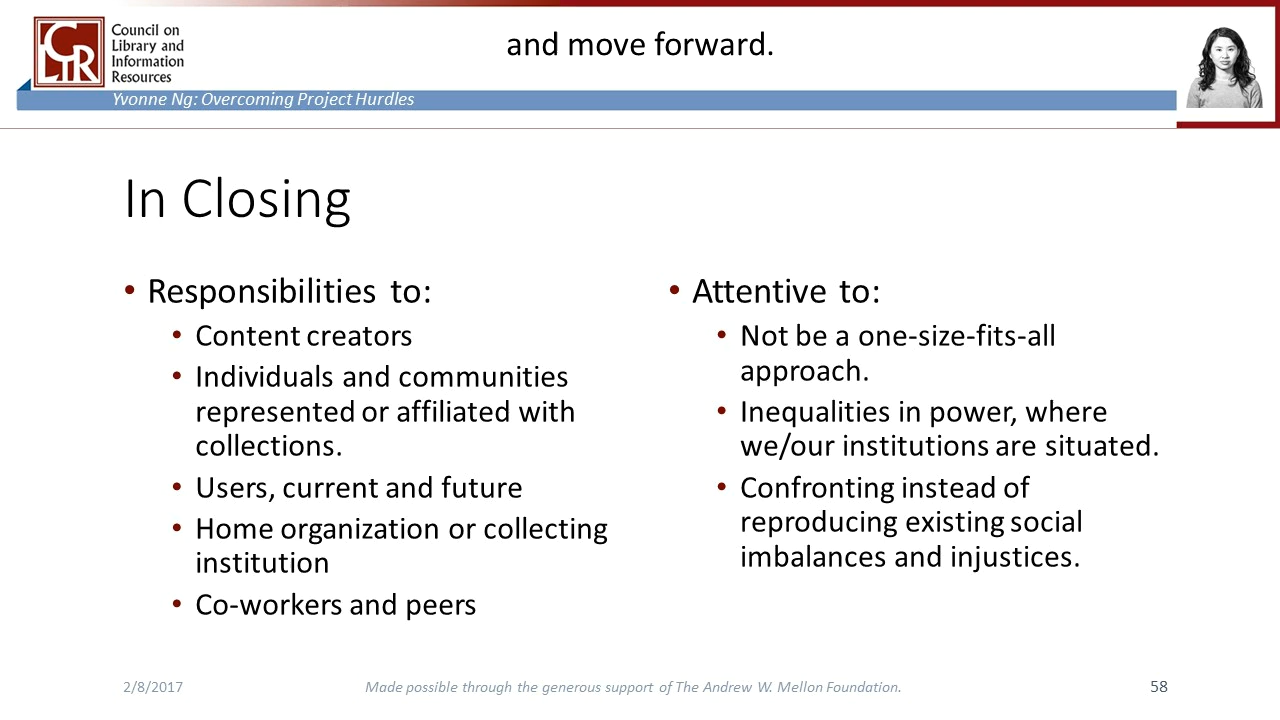 CLIR
Council on
Library and
Information
Resources
and move forward.
Yvonne Ng: Overcoming Project Hurdles
In Closing
• Responsibilities to:
• Content creators
• Individuals and communities
represented or affiliated with
collections.
• Users, current and future
• Home organization or collecting
institution
• Co-workers and peers
• Attentive to:
• Not be a one-size-fits-all
approach.
• Inequalities in power, where
we/our institutions are situated.
• Confronting instead of
reproducing existing social
imbalances and injustices.
2/8/2017
Made possible through the generous support of The Andrew W. Mellon Foundation.
58